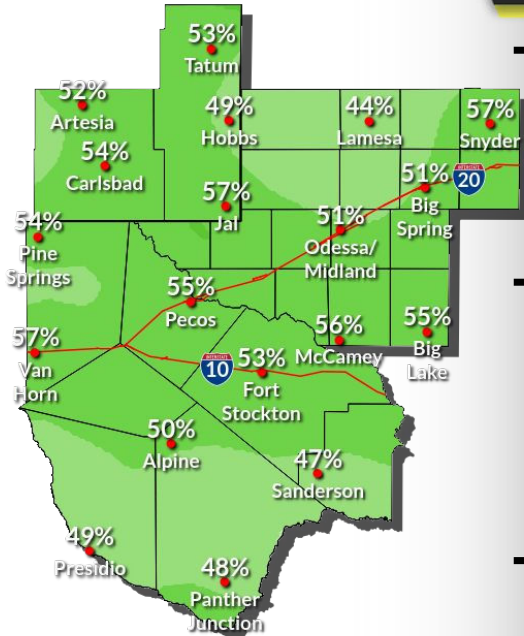 53%
Tatum
52%
Artesia
49%
Hobbs
44%
Lamesa
57%
Snyder
54%
Carlsbad
57%
Jal
51%
Big
Spring
20
54%
Pine
Springs
51%
Odessa/
Midland
55%
Pecos
56%
McCamey
55%
Big
Lake
57%
Van
Horn
10
53%
Fort
Stockton
50%
Alpine
47%
Sanderson
49%
Presidio
48%
Panther
Junction